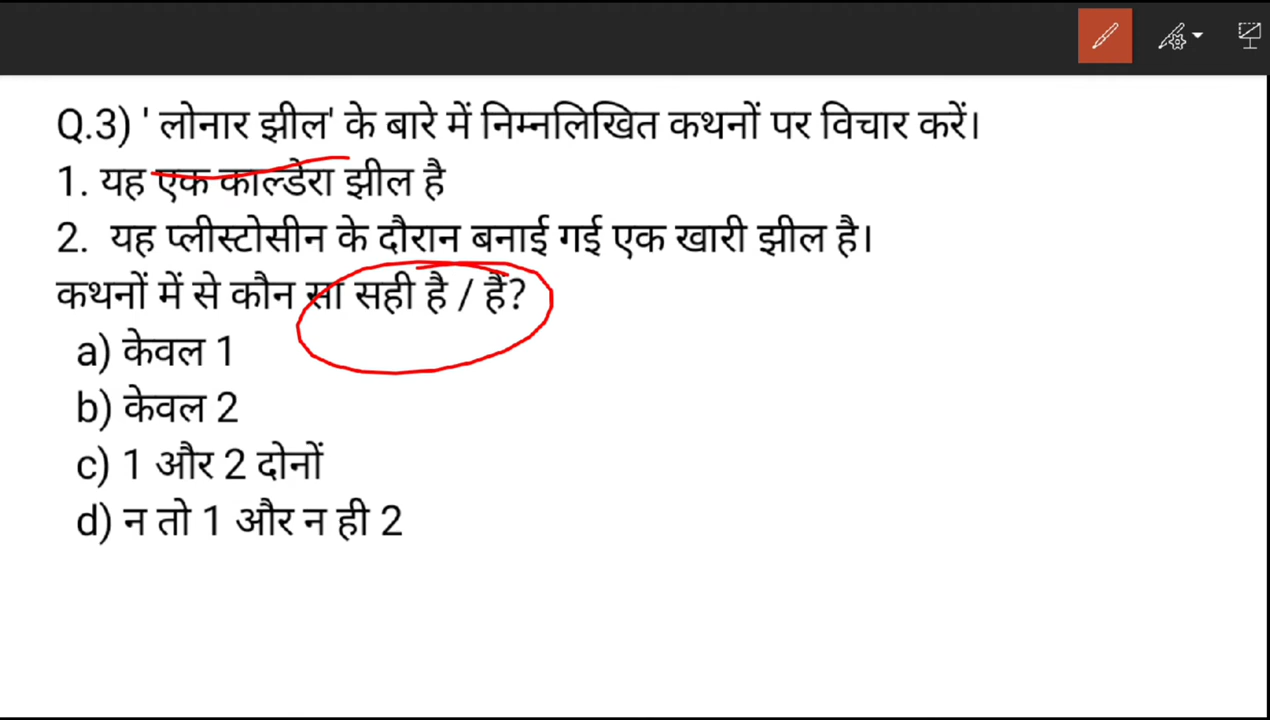 Q.3) ' लोनार झील' के बारे में निम्नलिखित कथनों पर विचार करें।
1. यह एक काल्डेरा झील है
2. यह प्लीस्टोसीन के दौरान बनाई गई एक खारी झील है।
कथनों में से कौन सा सही है / हैं?
a) केवल 1
b) केवल 2
c) 1 और 2 दोनों
d) न तो 1 और न ही 2